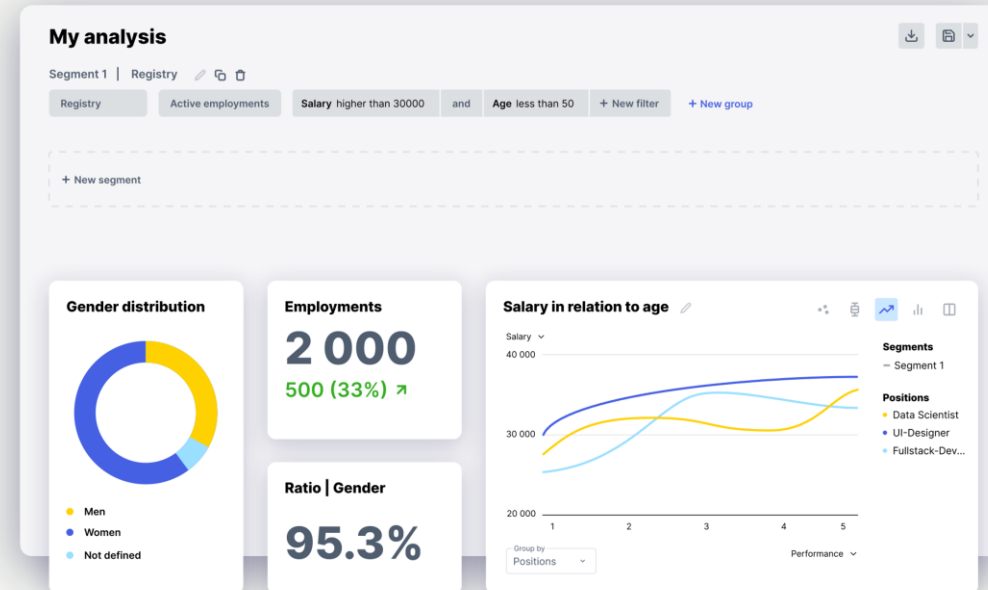 My analysis
Segment 1 | Registry
Registry Active employments Salary higher than 30000 and Age less than 50 + New filter + New group
+ New segment
Gender distribution
Men
Women
Not defined
Employments
2 000
500 (33%)
Ratio | Gender
95.3%
Salary in relation to age
Salary
40 000
30 000
20 000
1 2 3 4 5
Group by
Positions
Performance
Segments
Segment 1
Positions
Data Scientist
UI-Designer
Fullstack-Dev...